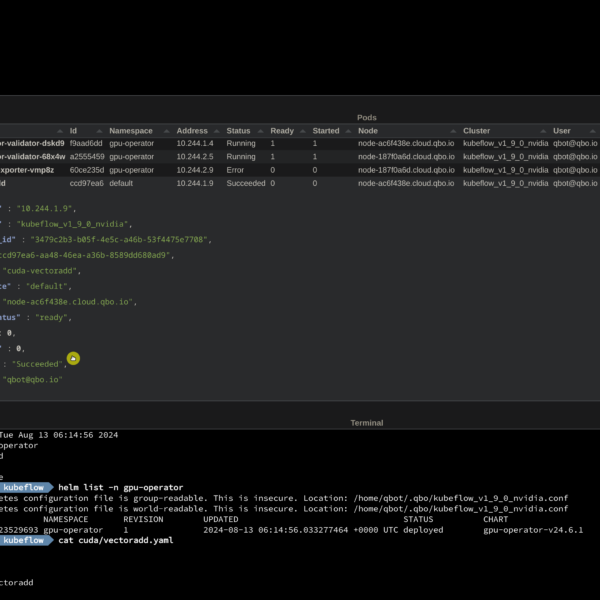 Pods
Id Namespace Address Status Ready Started Node Cluster User
or-validator-dskd9 f9aad6dd gpu-operator 10.244.1.4 Running 1 1 node-ac6f438e.cloud.qbo.io kubeflow_v1_9_0_nvidia qbot@qbo.io
or-validator-68x4w a2555459 gpu-operator 10.244.2.5 Running 1 1 node-187f0a6d.cloud.qbo.io kubeflow_v1_9_0_nvidia qbot@qbo.io
xporter-vmp8z 60ce235d gpu-operator 10.244.2.9 Error 0 0 node-187f0a6d.cloud.qbo.io kubeflow_v1_9_0_nvidia qbot@qbo.io
ld ccd97ea6 default 10.244.1.9 Succeeded 0 0 node-ac6f438e.cloud.qbo.io kubeflow_v1_9_0_nvidia qbot@qbo.io
" : "10.244.1.9",
" : "kubeflow_v1_9_0_nvidia",
_id" : "3479c2b3-b05f-4e5c-a46b-53f4475e7708",
ccd97ea6-aa48-46ea-a36b-8589dd680ad9",
"cuda-vectoradd",
ce" : "default",
"node-ac6f438e.cloud.qbo.io",
atus" : "ready",
: 0,
" : 0,
: "Succeeded",
"qbot@qbo.io"
Terminal
Tue Aug 13 06:14:56 2024
operator
d
e
kubeflow helm list -n gpu-operator
etes configuration file is group-readable. This is insecure. Location: /home/qbot/.qbo/kubeflow_v1_9_0_nvidia.conf
etes configuration file is world-readable. This is insecure. Location: /home/qbot/.qbo/kubeflow_v1_9_0_nvidia.conf
NAMESPACE REVISION UPDATED STATUS CHART
23529693 gpu-operator 1 2024-08-13 06:14:56.033277464 +0000 UTC deployed gpu-operator-v24.6.1
kubeflow cat cuda/vectoradd.yaml
ctoradd